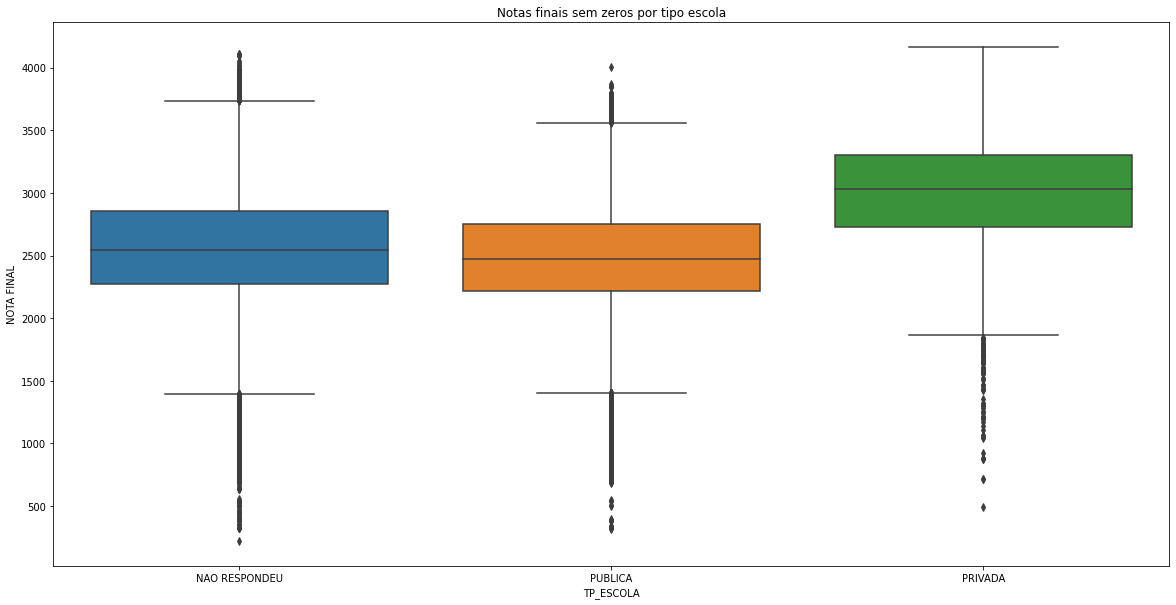 Notas finais sem zeros por tipo escola
4000
3500
3000
2500
2000
1500
1000
500
NOTA FINAL
NAO RESPONDEU
PUBLICA
PRIVADA
TP_ESCOLA